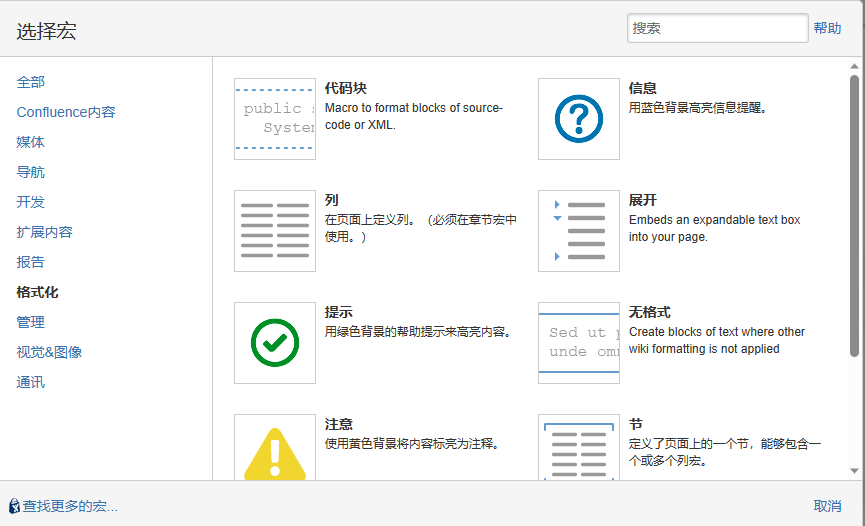 选择宏
搜索
帮助
全部
Confluence内容
媒体
导航
开发
扩展内容
报告
格式化
管理
视觉&图像
通讯
public s
System
代码块
Macro to format blocks of source-
code or XML.
信息
用蓝色背景高亮信息提醒。
列
在页面上定义列。（必须在章节宏中
使用。）
展开
Embeds an expandable text box
into your page.
提示
用绿色背景的帮助提示来高亮内容。
Sed ut p
unde omn
无格式
Create blocks of text where other
wiki formatting is not applied
注意
使用黄色背景将内容标亮为注释。
节
定义了页面上的一个节，能够包含一
个或多个列宏。
查找更多的宏...
取消